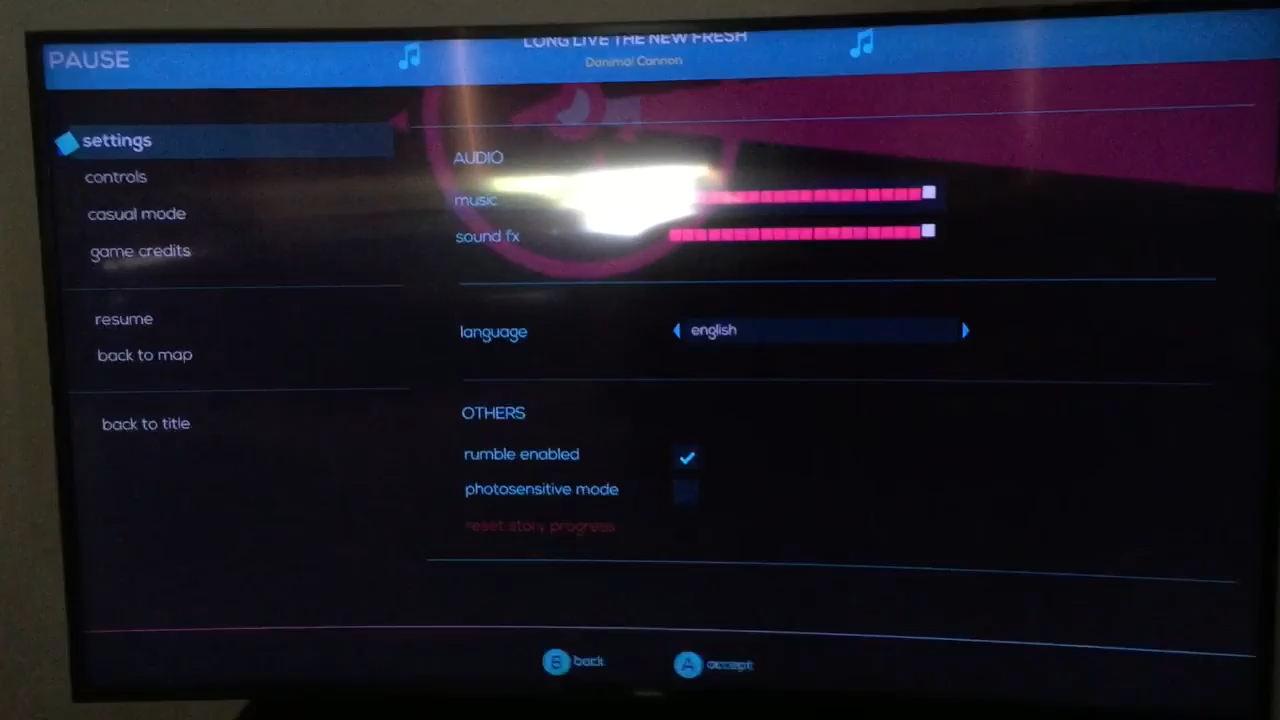 PAUSE
LONG LIVE THE NEW FRESH
Danimal Cannon
settings
controls
casual mode
game credits
resume
back to map
back to title
AUDIO
music
sound fx
language
english
OTHERS
rumble enabled
photosensitive mode
reset story progress
B back
A accept